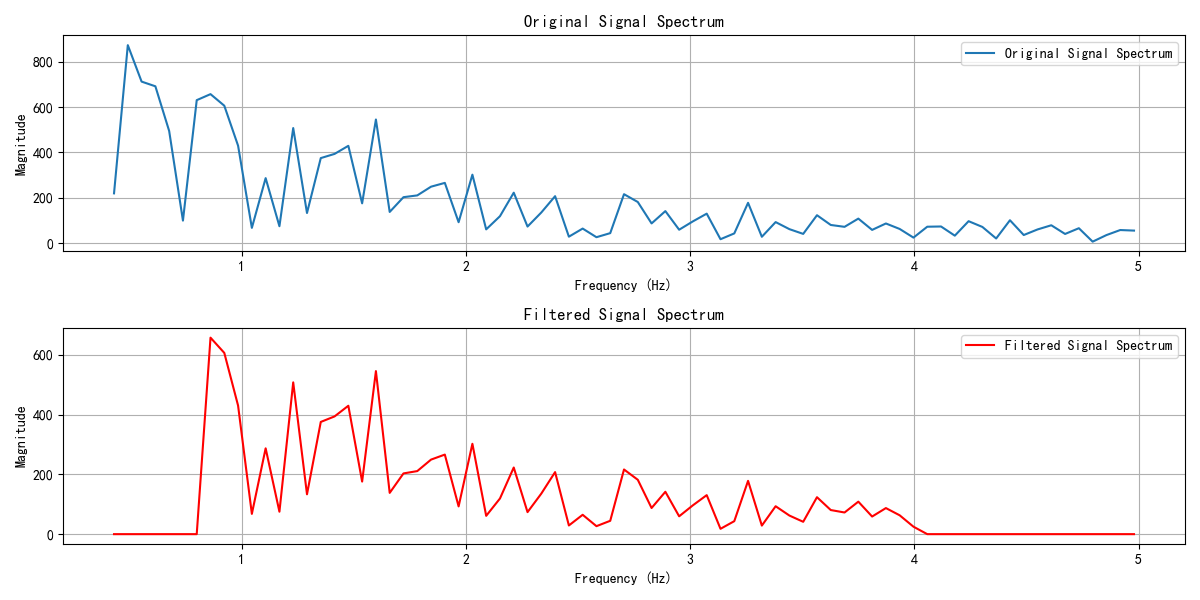 Original Signal Spectrum
Original Signal Spectrum
Magnitude
800
600
400
200
0
1 2 3 4 5
Frequency (Hz)
Filtered Signal Spectrum
Filtered Signal Spectrum
Magnitude
600
400
200
0
1 2 3 4 5
Frequency (Hz)